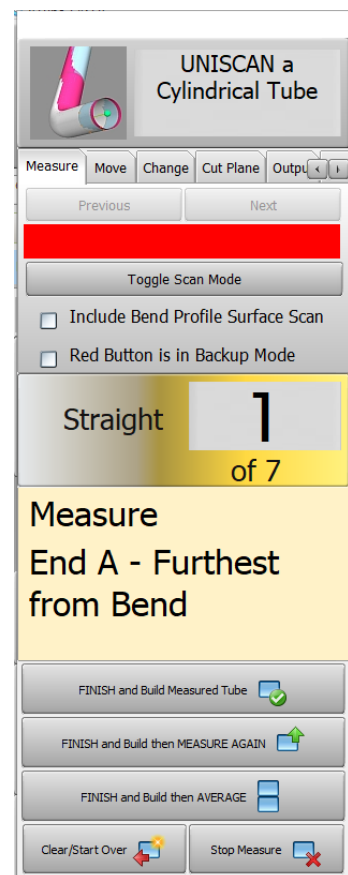 UNISCAN a
Cylindrical Tube
Measure Move Change Cut Plane Outpu
Previous Next
Toggle Scan Mode
Include Bend Profile Surface Scan
Red Button is in Backup Mode
Straight 1
of 7
Measure
End A - Furthest
from Bend
FINISH and Build Measured Tube
FINISH and Build then MEASURE AGAIN
FINISH and Build then AVERAGE
Clear/Start Over Stop Measure